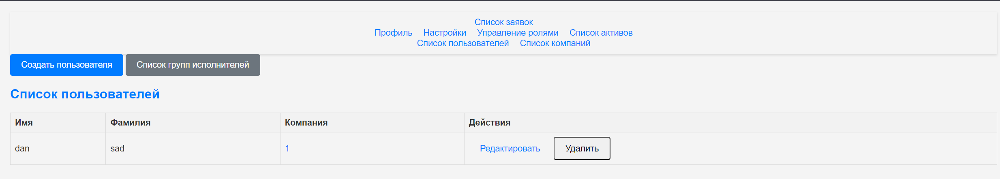 Список заявок
Профиль Настройки Управление ролями Список активов
Список пользователей Список компаний
Создать пользователя Список групп исполнителей
Список пользователей
Имя Фамилия Компания Действия
dan sad 1 Редактировать Удалить